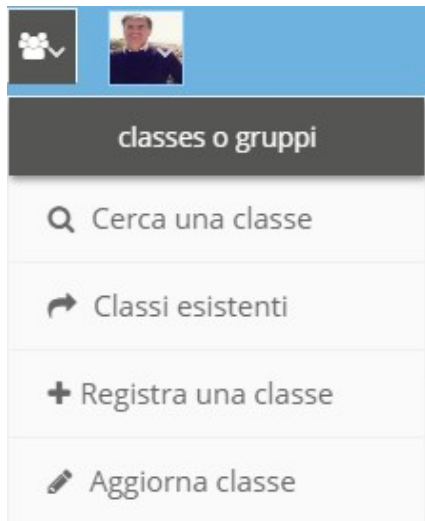 classes o gruppi
Cerca una classe
Classi esistenti
Registra una classe
Aggiorna classe